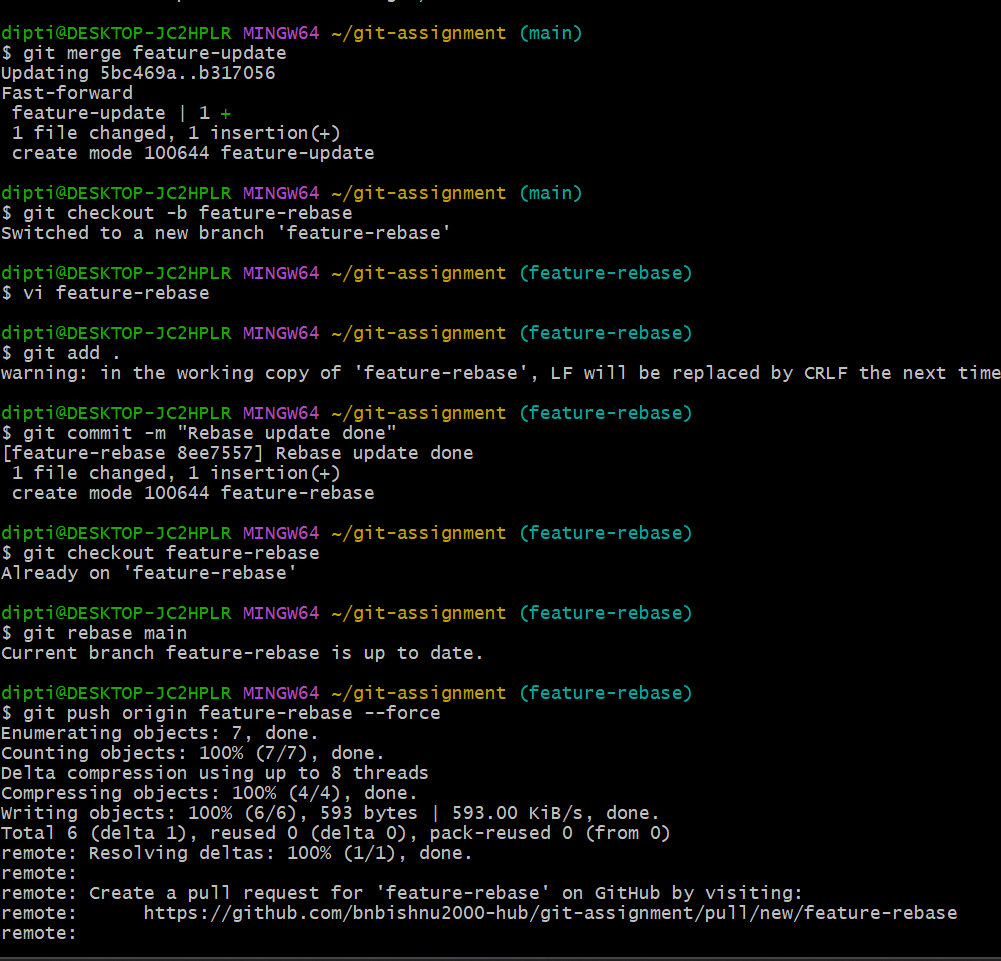 dipti@DESKTOP-JC2HPLR MINGW64 ~/git-assignment (main)
$ git merge feature-update
Updating 5bc469a..b317056
Fast-forward
 feature-update | 1 +
 1 file changed, 1 insertion(+)
 create mode 100644 feature-update

dipti@DESKTOP-JC2HPLR MINGW64 ~/git-assignment (main)
$ git checkout -b feature-rebase
Switched to a new branch 'feature-rebase'

dipti@DESKTOP-JC2HPLR MINGW64 ~/git-assignment (feature-rebase)
$ vi feature-rebase

dipti@DESKTOP-JC2HPLR MINGW64 ~/git-assignment (feature-rebase)
$ git add .
warning: in the working copy of 'feature-rebase', LF will be replaced by CRLF the next time

dipti@DESKTOP-JC2HPLR MINGW64 ~/git-assignment (feature-rebase)
$ git commit -m "Rebase update done"
[feature-rebase 8ee7557] Rebase update done
 1 file changed, 1 insertion(+)
 create mode 100644 feature-rebase

dipti@DESKTOP-JC2HPLR MINGW64 ~/git-assignment (feature-rebase)
$ git checkout feature-rebase
Already on 'feature-rebase'

dipti@DESKTOP-JC2HPLR MINGW64 ~/git-assignment (feature-rebase)
$ git rebase main
Current branch feature-rebase is up to date.

dipti@DESKTOP-JC2HPLR MINGW64 ~/git-assignment (feature-rebase)
$ git push origin feature-rebase --force
Enumerating objects: 7, done.
Counting objects: 100% (7/7), done.
Delta compression using up to 8 threads
Compressing objects: 100% (4/4), done.
Writing objects: 100% (6/6), 593 bytes | 593.00 KiB/s, done.
Total 6 (delta 1), reused 0 (delta 0), pack-reused 0 (from 0)
remote: Resolving deltas: 100% (1/1), done.
remote:
remote: Create a pull request for 'feature-rebase' on GitHub by visiting:
remote:      https://github.com/bnbishnu2000-hub/git-assignment/pull/new/feature-rebase
remote: